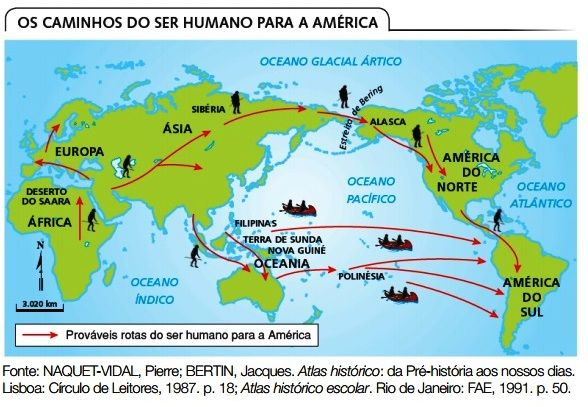 OS CAMINHOS DO SER HUMANO PARA A AMÉRICA
OCEANO GLACIAL ÁRTICO
SIBÉRIA
Estreito de Bering
ALASCA
ÁSIA
EUROPA
AMÉRICA
DO
NORTE
DESERTO
DO SAARA
OCEANO
PACÍFICO
OCEANO
ATLÂNTICO
ÁFRICA
FILIPINAS
TERRA DE SUNDA
NOVA GUINÉ
OCEANIA
N
POLINÉSIA
OCEANO
ÍNDICO
AMÉRICA
DO
SUL
3.020 km
Prováveis rotas do ser humano para a América
Fonte: NAQUET-VIDAL, Pierre; BERTIN, Jacques. Atlas histórico: da Pré-história aos nossos dias.
Lisboa: Círculo de Leitores, 1987. p. 18; Atlas histórico escolar. Rio de Janeiro: FAE, 1991. p. 50.